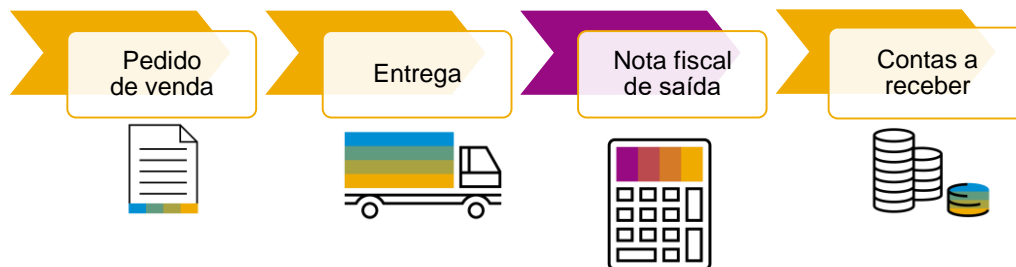 Pedido
de venda
Entrega
Nota fiscal
de saída
Contas a
receber